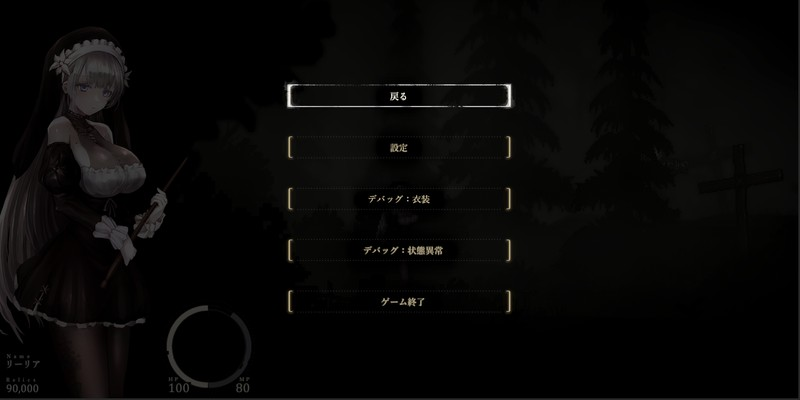 戻る
設定
デバッグ：衣装
デバッグ：状態異常
ゲーム終了
Name
リーリア
Relics
90,000
HP
100
MP
80